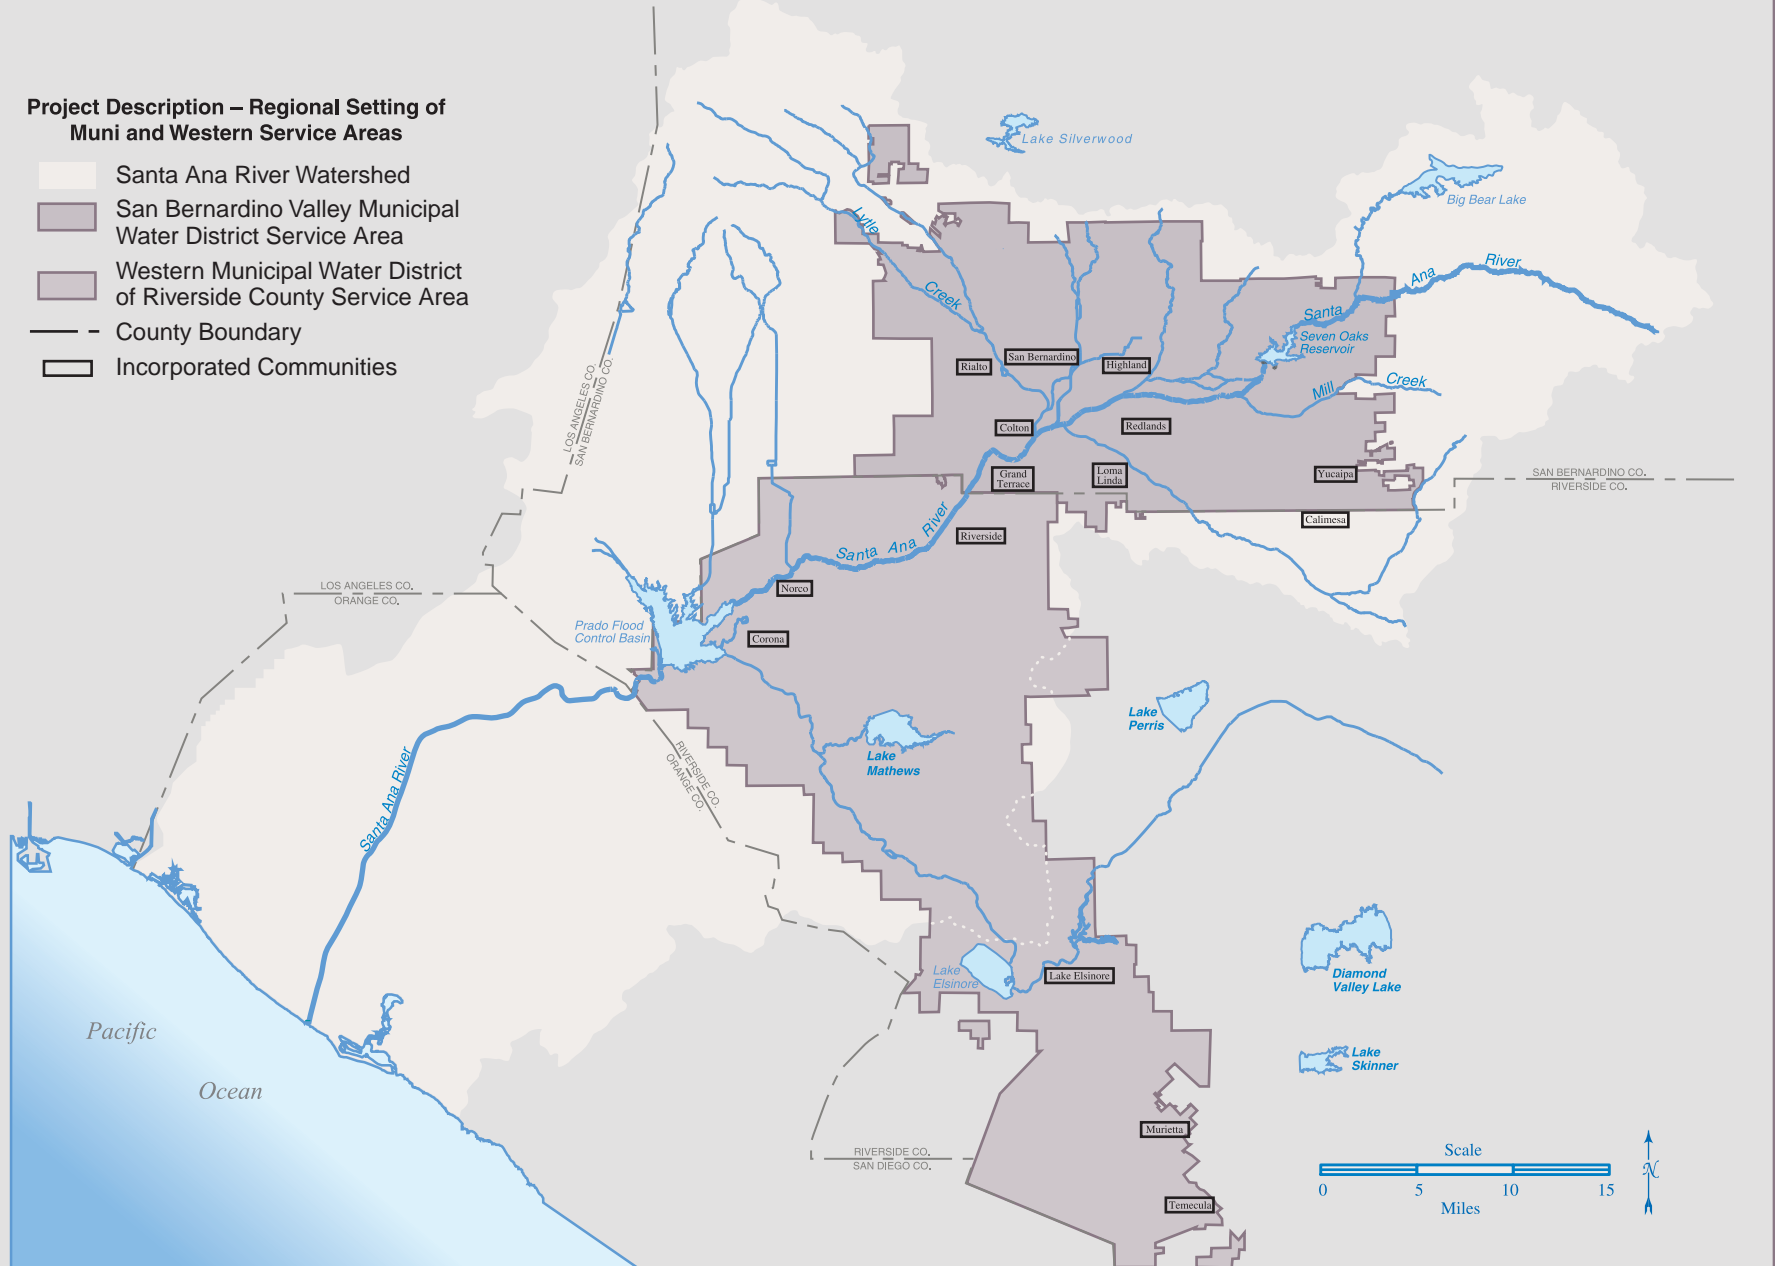 Project Description – Regional Setting of
Muni and Western Service Areas
Santa Ana River Watershed
San Bernardino Valley Municipal
Water District Service Area
Western Municipal Water District
of Riverside County Service Area
County Boundary
Incorporated Communities
Lake Silverwood
Big Bear Lake
Lytle
Creek
Santa
Ana
River
Seven Oaks
Reservoir
Mill
Creek
Rialto
San Bernardino
Highland
Colton
Redlands
Grand
Terrace
Loma
Linda
Yucaipa
Calimesa
LOS ANGELES CO.
SAN BERNARDINO CO.
SAN BERNARDINO CO.
RIVERSIDE CO.
Santa Ana River
Riverside
Norco
Corona
LOS ANGELES CO.
ORANGE CO.
Prado Flood
Control Basin
Lake
Perris
Lake
Mathews
RIVERSIDE CO.
ORANGE CO.
Santa Ana River
Lake
Elsinore
Lake Elsinore
Diamond
Valley Lake
Lake
Skinner
Pacific
Ocean
Murietta
RIVERSIDE CO.
SAN DIEGO CO.
Temecula
Scale
0 5 10 15
Miles
N